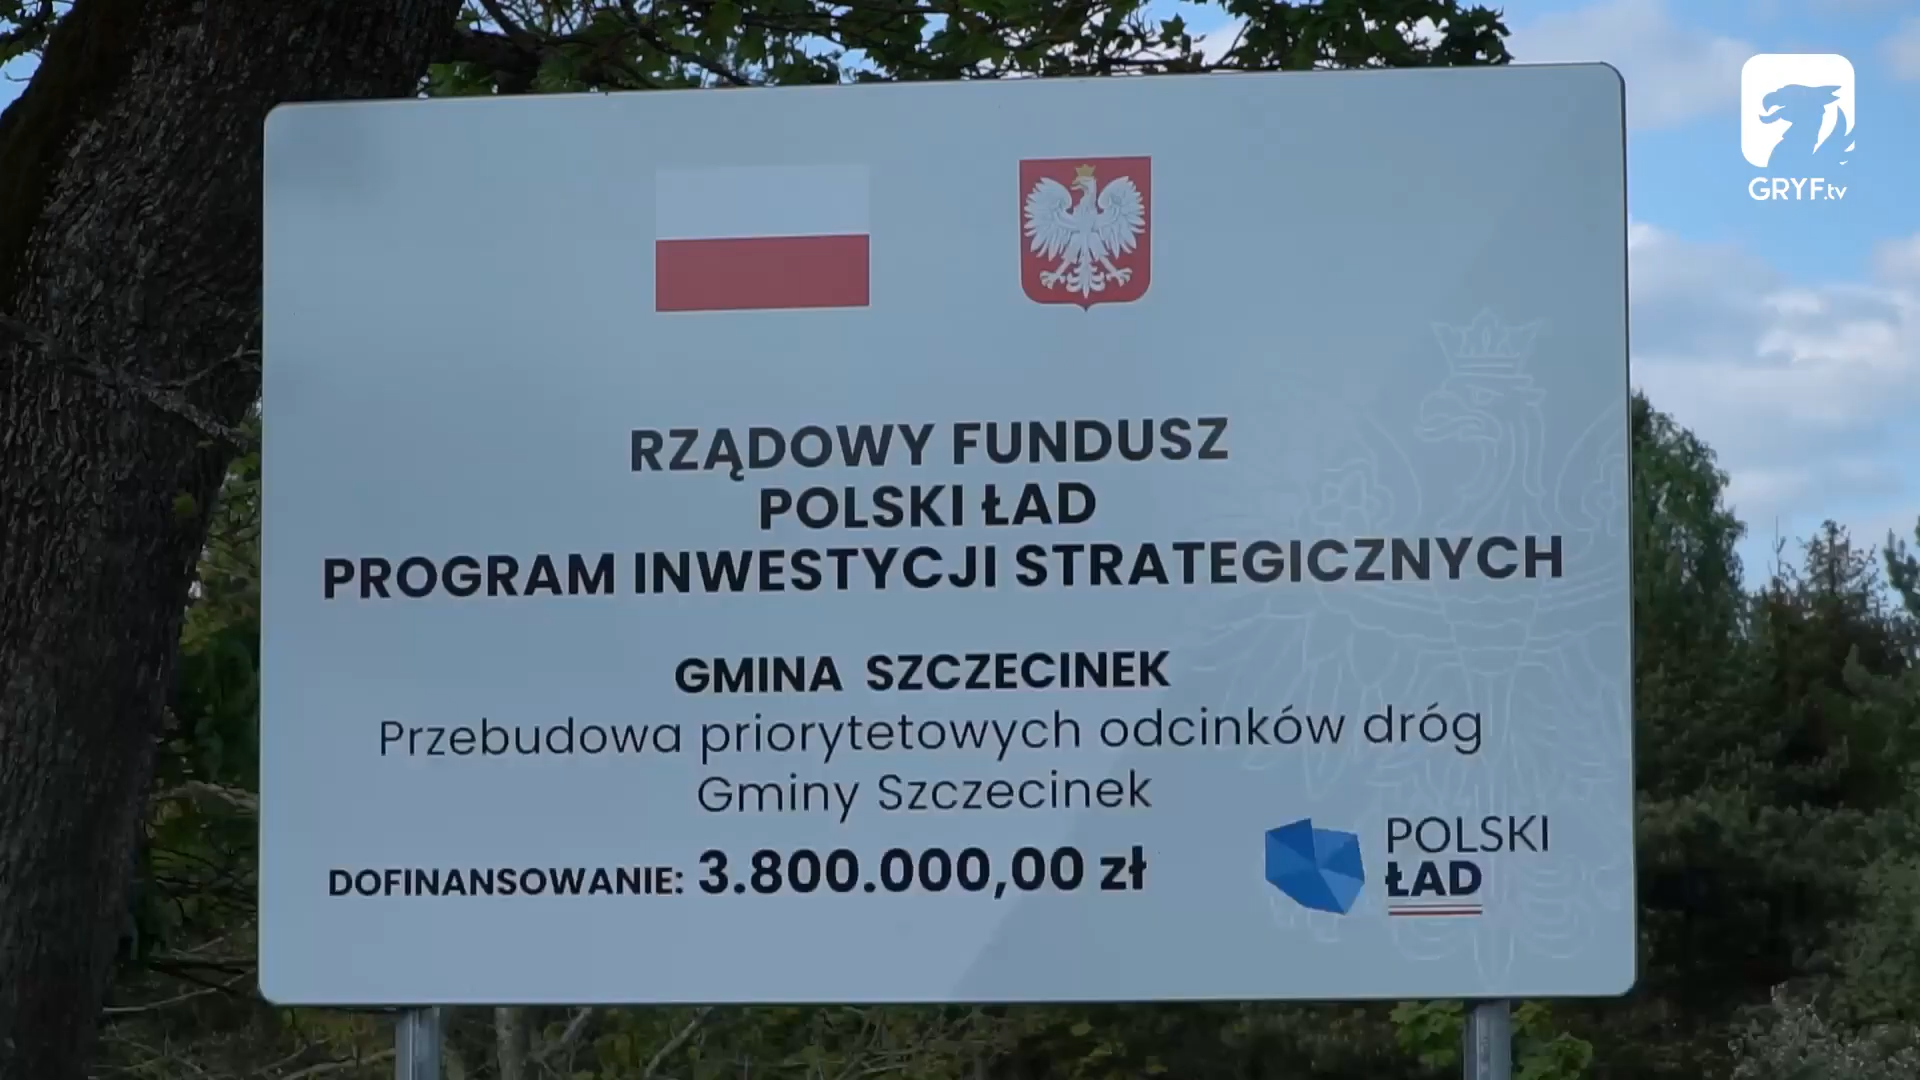 GRYF.tv
RZĄDOWY FUNDUSZ
POLSKI ŁAD
PROGRAM INWESTYCJI STRATEGICZNYCH
GMINA SZCZECINEK
Przebudowa priorytetowych odcinków dróg
Gminy Szczecinek
DOFINANSOWANIE: 3.800.000,00 zł
POLSKI
ŁAD